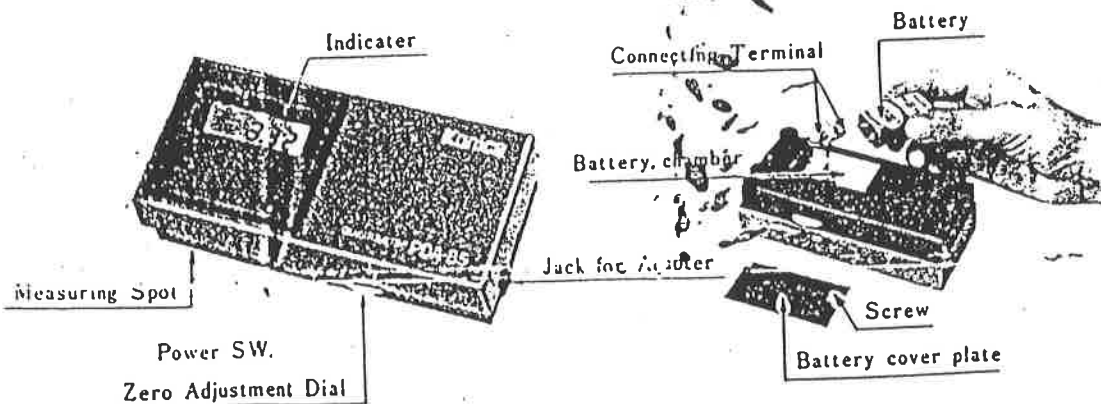 Indicater
Measuring Spot
Power SW.
Zero Adjustment Dial
Battery
Connecting Terminal
Battery chamber
Jack for
Screw
Battery cover plate